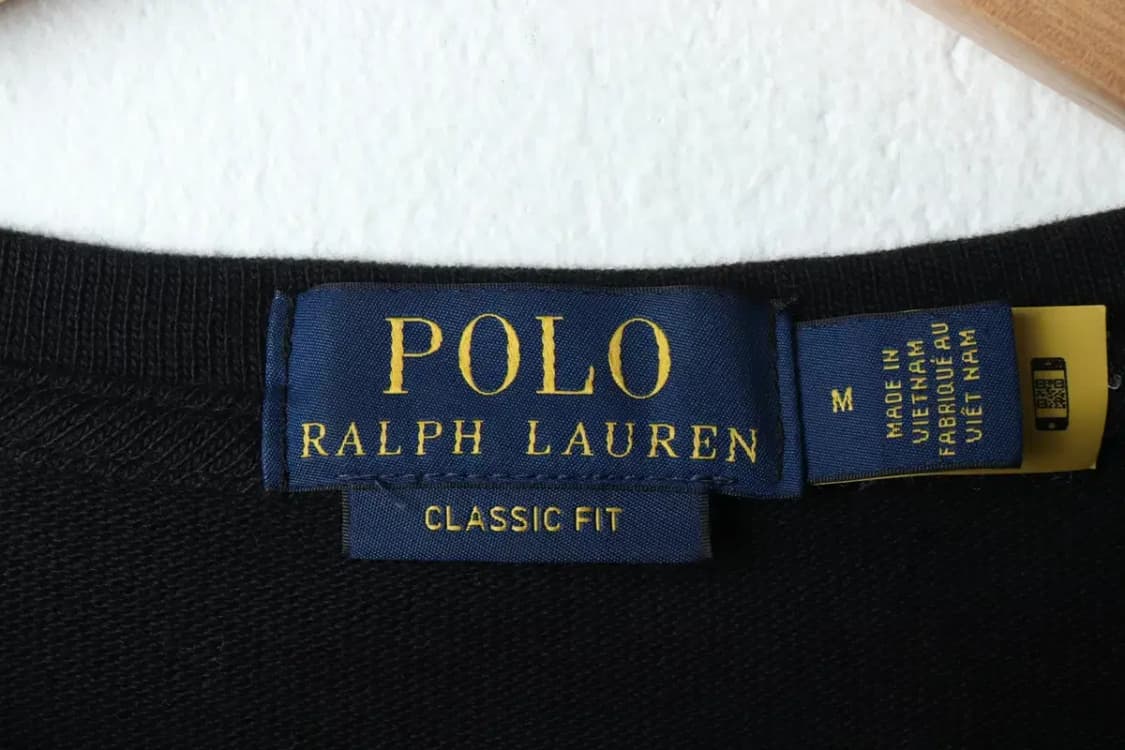 POLO
RALPH LAUREN
CLASSIC FIT
M
MADE IN
VIETNAM
FABRIQUÉ AU
VIÊT NAM